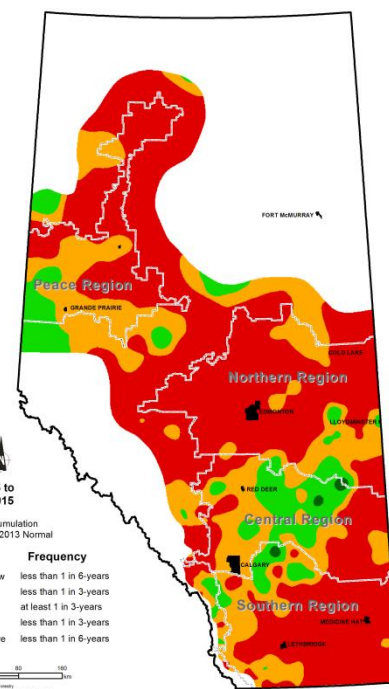 FORT McMURRAY
Peace Region
GRANDE PRAIRIE
COLD LAKE
Northern Region
EDMONTON
LLOYDMINSTER
RED DEER
Central Region
CALGARY
Southern Region
MEDICINE HAT
LETHBRIDGE
to
015
umulation
2013 Normal
Frequency
w less than 1 in 6-years
less than 1 in 3-years
at least 1 in 3-years
less than 1 in 3-years
re less than 1 in 6-years
80 160
km